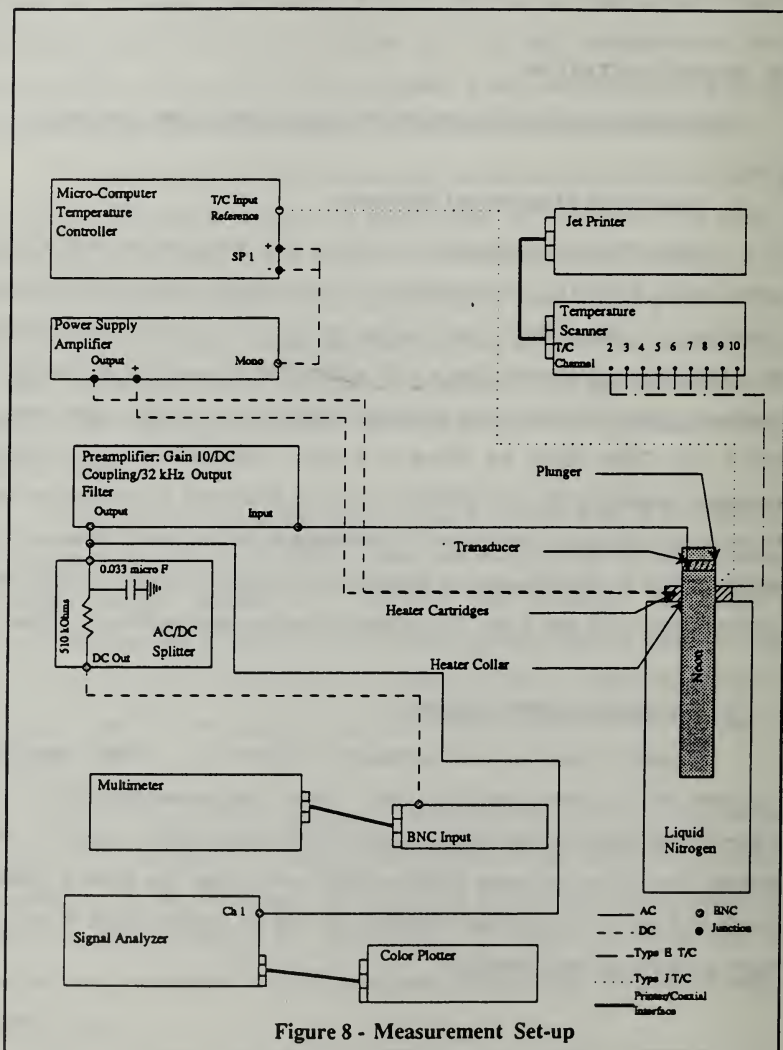 Micro-Computer
Temperature
Controller
T/C Input
Reference
+
SP 1
-
Jet Printer
Power Supply
Amplifier
Output
- +
Mono
Temperature
Scanner
T/C
Channel
2 3 4 5 6 7 8 9 10
Preamplifier: Gain 10/DC
Coupling/32 kHz Output
Filter
Output
Input
Plunger
Transducer
Heater Cartridges
Heater Collar
Neon
Liquid
Nitrogen
0.033 micro F
510 kOhms
AC/DC
Splitter
DC Out
Multimeter
BNC Input
Ch 1
Signal Analyzer
Color Plotter
AC
BNC
DC
Junction
Type E T/C
Type J T/C
Printer/Coaxial
Interface
Figure 8 - Measurement Set-up